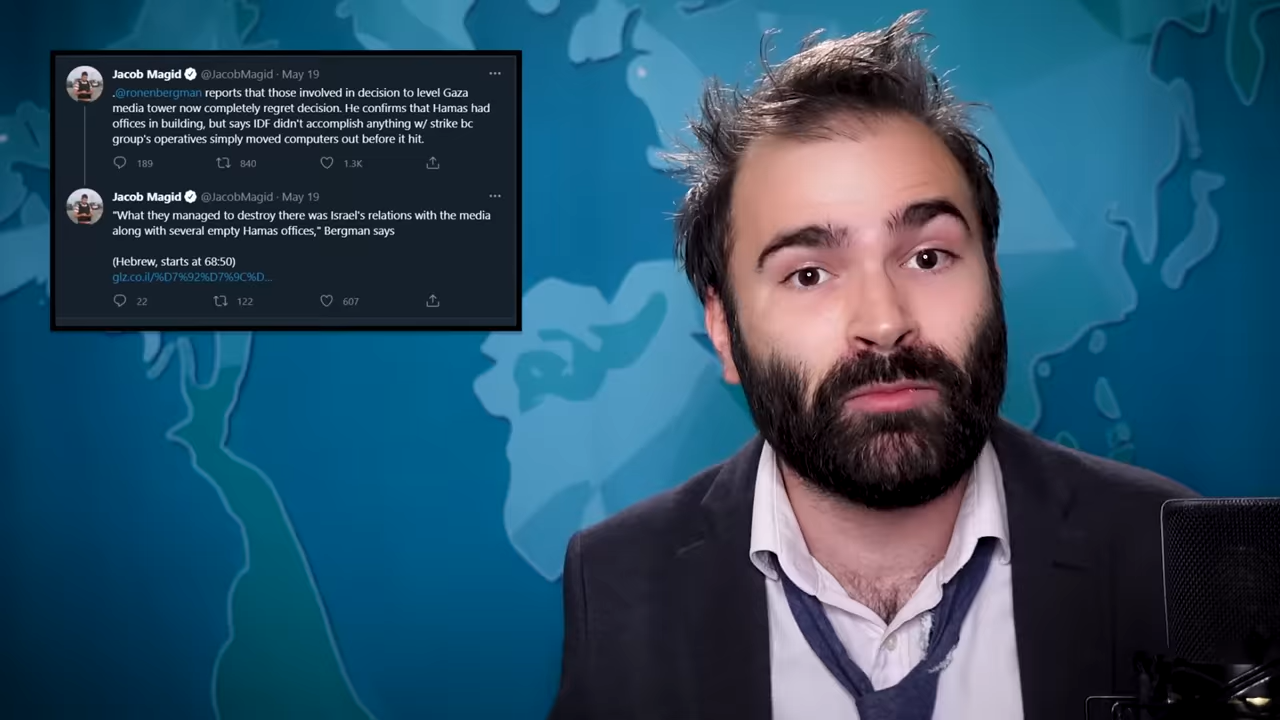 Jacob Magid @JacobMagid · May 19
.@ronenbergman reports that those involved in decision to level Gaza
media tower now completely regret decision. He confirms that Hamas had
offices in building, but says IDF didn't accomplish anything w/ strike bc
group's operatives simply moved computers out before it hit.
189 840 1.3K
Jacob Magid @JacobMagid · May 19
"What they managed to destroy there was Israel's relations with the media
along with several empty Hamas offices," Bergman says
(Hebrew, starts at 68:50)
glz.co.il/%D7%92%D7%9C%D...
22 122 607